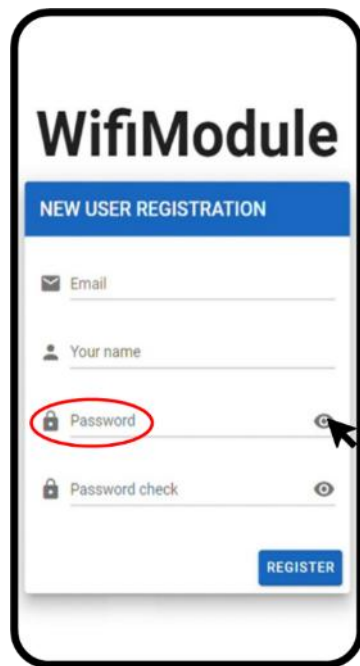 WifiModule
NEW USER REGISTRATION
Email
Your name
Password
Password check
REGISTER